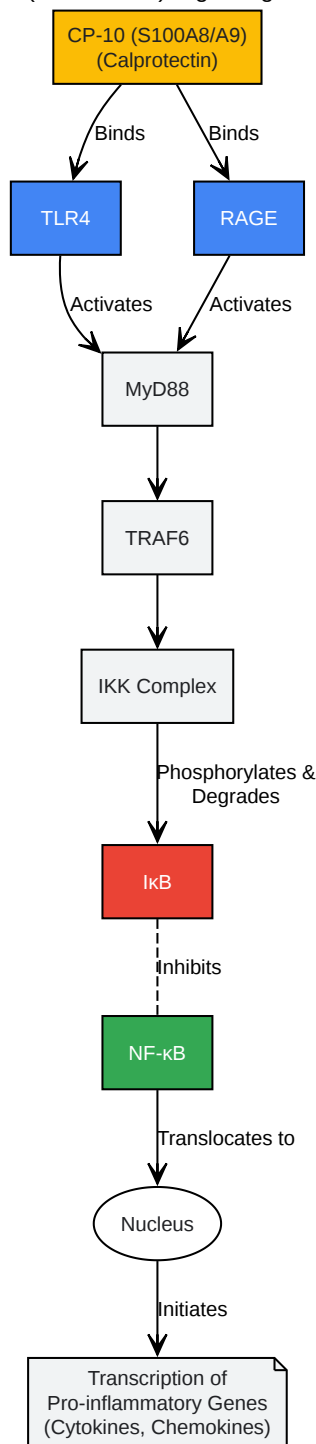 CP-10 (S100A8/A9)
(Calprotectin)
Binds
Binds
TLR4
RAGE
Activates
Activates
MyD88
TRAF6
IKK Complex
Phosphorylates &
Degrades
IκB
Inhibits
NF-κB
Translocates to
Nucleus
Initiates
Transcription of
Pro-inflammatory Genes
(Cytokines, Chemokines)